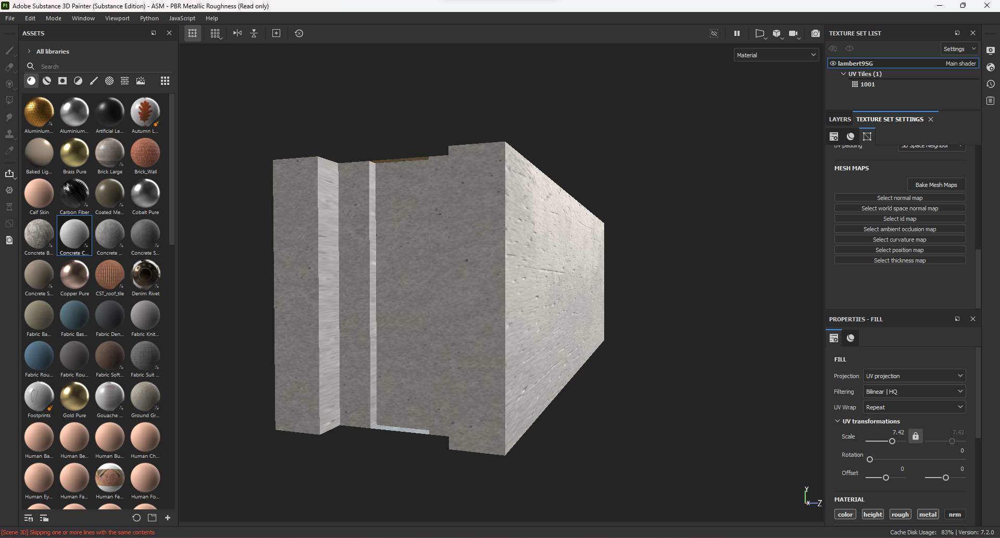 Pt Adobe Substance 3D Painter (Substance Edition) - ASM - PBR Metallic Roughness (Read only)
File Edit Mode Window Viewport Python JavaScript Help
ASSETS
All libraries
Search
Aluminium... Aluminium... Artificial Le... Autumn L...
Baked Lig... Brass Pure Brick Large Brick_Wall
Calf Skin Carbon Fiber Coated Me... Cobalt Pure
Concrete B... Concrete C... Concrete ... Concrete S...
Concrete S... Copper Pure CST_roof_tile Denim Rivet
Fabric Ba... Fabric Bas... Fabric Den... Fabric Knit...
Fabric Rou... Fabric Rou... Fabric Soft... Fabric Suit ...
Footprints Gold Pure Gouache ... Ground Gr...
Human Ba... Human Be... Human Bu... Human Ch...
Human Ey... Human Fa... Human Fe... Human Fo...
Material
Y
X
Z
TEXTURE SET LIST
Settings
lambert9SG Main shader
UV Tiles (1)
1001
LAYERS TEXTURE SET SETTINGS
UV padding 3D Space Neighbor
MESH MAPS
Bake Mesh Maps
Select normal map
Select world space normal map
Select id map
Select ambient occlusion map
Select curvature map
Select position map
Select thickness map
PROPERTIES - FILL
FILL
Projection UV projection
Filtering Bilinear | HQ
UV Wrap Repeat
UV transformations
Scale 7.42 7.42
Rotation 0
Offset 0 0
MATERIAL
color height rough metal nrm
[Scene 3D] Skipping one or more lines with the same contents
Cache Disk Usage: 83% | Version: 7.2.0